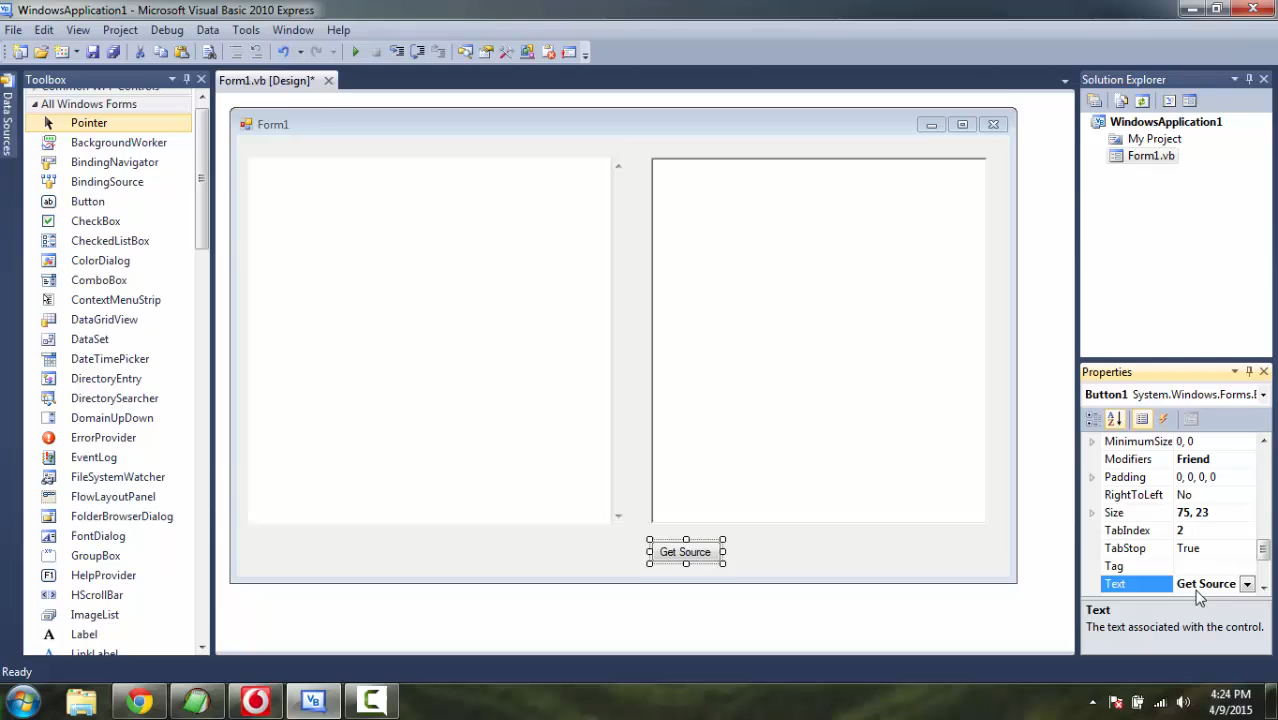 WindowsApplication1 - Microsoft Visual Basic 2010 Express
File Edit View Project Debug Data Tools Window Help
Toolbox
Form1.vb [Design]*
Solution Explorer
Data Sources
Common WPF Controls
All Windows Forms
Pointer
BackgroundWorker
BindingNavigator
BindingSource
Button
CheckBox
CheckedListBox
ColorDialog
ComboBox
ContextMenuStrip
DataGridView
DataSet
DateTimePicker
DirectoryEntry
DirectorySearcher
DomainUpDown
ErrorProvider
EventLog
FileSystemWatcher
FlowLayoutPanel
FolderBrowserDialog
FontDialog
GroupBox
HelpProvider
HScrollBar
ImageList
Label
LinkLabel
Form1
Get Source
WindowsApplication1
My Project
Form1.vb
Properties
Button1 System.Windows.Forms.
MinimumSize 0, 0
Modifiers Friend
Padding 0, 0, 0, 0
RightToLeft No
Size 75, 23
TabIndex 2
TabStop True
Tag
Text Get Source
Text
The text associated with the control.
Ready
4:24 PM
4/9/2015